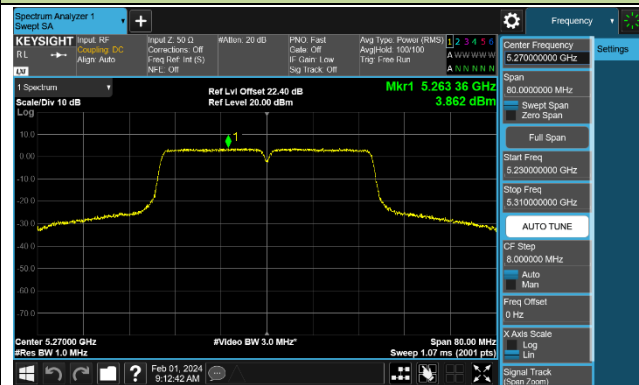 Spectrum Analyzer 1
Swept SA
Frequency
KEYSIGHT
RL
LXI
Input: RF
Coupling: DC
Align: Auto
Input Z: 50 Ω
Corrections: Off
Freq Ref: Int (S)
NFE: Off
#Atten: 20 dB
PNO: Fast
Gate: Off
IF Gain: Low
Sig Track: Off
Avg Type: Power (RMS)
Avg|Hold: 100/100
Trig: Free Run
1 2 3 4 5 6
A W W W W W
A N N N N N
1 Spectrum
Scale/Div 10 dB
Log
Ref Lvl Offset 22.40 dB
Ref Level 20.00 dBm
Mkr1 5.263 36 GHz
3.862 dBm
10.0
0.00
-10.0
-20.0
-30.0
-40.0
-50.0
-60.0
-70.0
1
Center 5.27000 GHz
#Res BW 1.0 MHz
#Video BW 3.0 MHz*
Span 80.00 MHz
Sweep 1.07 ms (2001 pts)
Feb 01, 2024
9:12:42 AM
Center Frequency
5.270000000 GHz
Settings
Span
80.0000000 MHz
Swept Span
Zero Span
Full Span
Start Freq
5.230000000 GHz
Stop Freq
5.310000000 GHz
AUTO TUNE
CF Step
8.000000 MHz
Auto
Man
Freq Offset
0 Hz
X Axis Scale
Log
Lin
Signal Track
(Span Zoom)